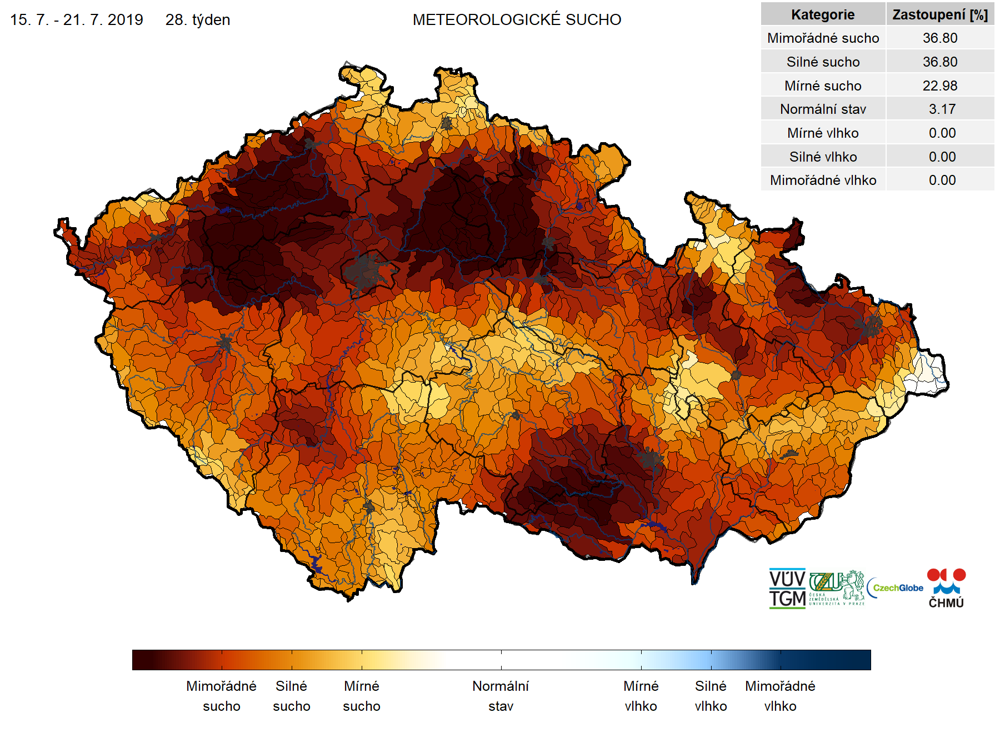 15. 7. - 21. 7. 2019 28. týden
METEOROLOGICKÉ SUCHO
Kategorie Zastoupení [%]
Mimořádné sucho 36.80
Silné sucho 36.80
Mírné sucho 22.98
Normální stav 3.17
Mírné vlhko 0.00
Silné vlhko 0.00
Mimořádné vlhko 0.00
VÚV
TGM
ČZU
ČESKÁ
ZEMĚDĚLSKÁ
UNIVERZITA V PRAZE
CzechGlobe
ČHMÚ
Mimořádné sucho
Silné sucho
Mírné sucho
Normální stav
Mírné vlhko
Silné vlhko
Mimořádné vlhko